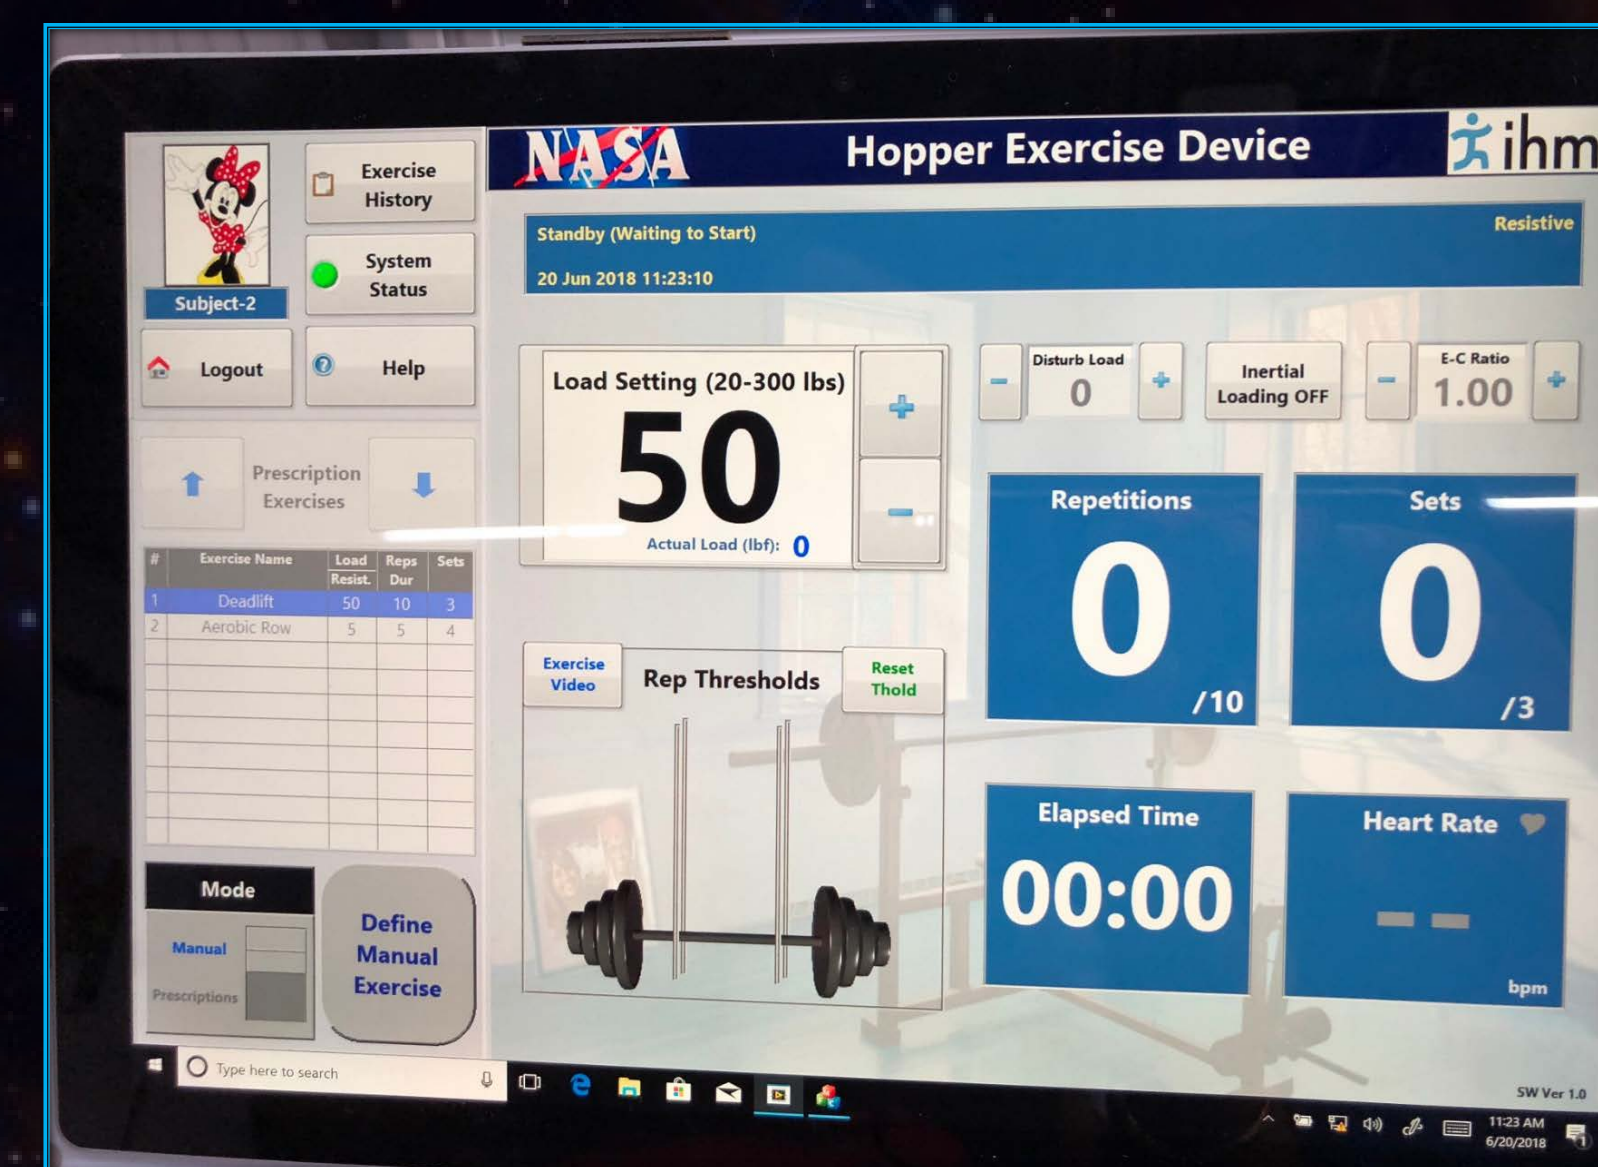 NASA
Hopper Exercise Device
ihm
Exercise
History
System
Status
Subject-2
Logout
Help
Standby (Waiting to Start)
Resistive
20 Jun 2018 11:23:10
Load Setting (20-300 lbs)
50
Actual Load (lbf): 0
+
-
-
Disturb Load
0
+
Inertial
Loading OFF
-
E-C Ratio
1.00
+
Prescription
Exercises
# Exercise Name Load Reps Sets
Resist. Dur
1 Deadlift 50 10 3
2 Aerobic Row 5 5 4
Repetitions
0
/10
Sets
0
/3
Exercise
Video
Rep Thresholds
Reset
Thold
Elapsed Time
00:00
Heart Rate
-- 
bpm
Mode
Manual
Prescriptions
Define
Manual
Exercise
SW Ver 1.0
Type here to search
11:23 AM
6/20/2018
1